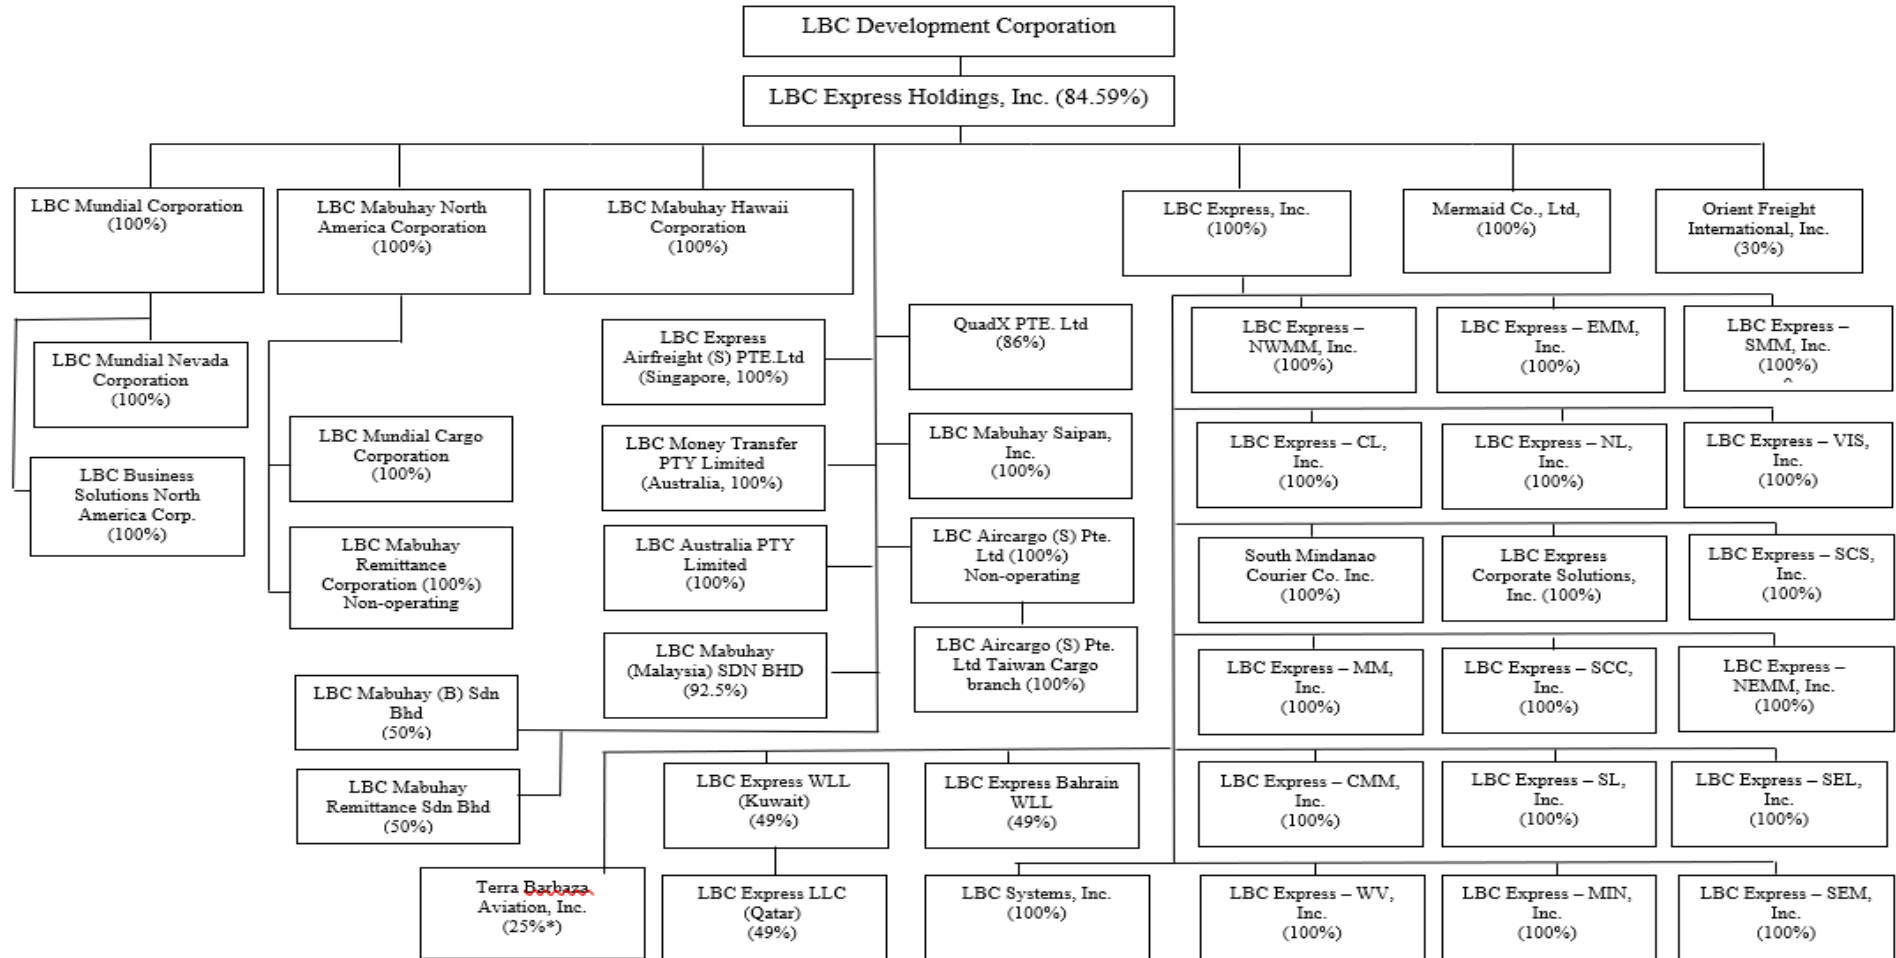 LBC Development Corporation
LBC Express Holdings, Inc. (84.59%)
LBC Mundial Corporation
(100%)
LBC Mabuhay North
America Corporation
(100%)
LBC Mabuhay Hawaii
Corporation
(100%)
LBC Express, Inc.
(100%)
Mermaid Co., Ltd,
(100%)
Orient Freight
International, Inc.
(30%)
LBC Mundial Nevada
Corporation
(100%)
LBC Business
Solutions North
America Corp.
(100%)
LBC Mundial Cargo
Corporation
(100%)
LBC Mabuhay
Remittance
Corporation (100%)
Non-operating
LBC Express
Airfreight (S) PTE.Ltd
(Singapore, 100%)
LBC Money Transfer
PTY Limited
(Australia, 100%)
LBC Australia PTY
Limited
(100%)
LBC Mabuhay
(Malaysia) SDN BHD
(92.5%)
QuadX PTE. Ltd
(86%)
LBC Mabuhay Saipan,
Inc.
(100%)
LBC Aircargo (S) Pte.
Ltd (100%)
Non-operating
LBC Aircargo (S) Pte.
Ltd Taiwan Cargo
branch (100%)
LBC Mabuhay (B) Sdn
Bhd
(50%)
LBC Mabuhay
Remittance Sdn Bhd
(50%)
LBC Express –
NWMM, Inc.
(100%)
LBC Express – EMM,
Inc.
(100%)
LBC Express –
SMM, Inc.
(100%)
LBC Express – CL,
Inc.
(100%)
LBC Express – NL,
Inc.
(100%)
LBC Express – VIS,
Inc.
(100%)
South Mindanao
Courier Co. Inc.
(100%)
LBC Express
Corporate Solutions,
Inc. (100%)
LBC Express – SCS,
Inc.
(100%)
LBC Express – MM,
Inc.
(100%)
LBC Express – SCC,
Inc.
(100%)
LBC Express –
NEMM, Inc.
(100%)
LBC Express WLL
(Kuwait)
(49%)
LBC Express Bahrain
WLL
(49%)
LBC Express – CMM,
Inc.
(100%)
LBC Express – SL,
Inc.
(100%)
LBC Express – SEL,
Inc.
(100%)
Terra Barbaza
Aviation, Inc.
(25%*)
LBC Express LLC
(Qatar)
(49%)
LBC Systems, Inc.
(100%)
LBC Express – WV,
Inc.
(100%)
LBC Express – MIN,
Inc.
(100%)
LBC Express – SEM,
Inc.
(100%)